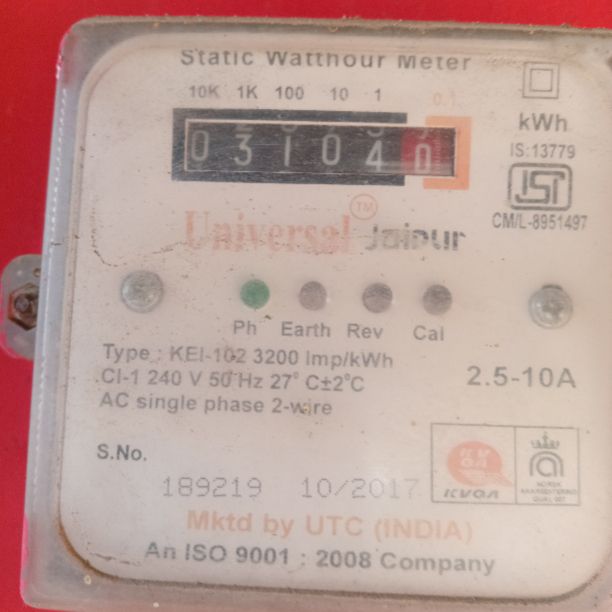 Static Watthour Meter
10K 1K 100 10 1 0.1
0 3 1 0 4 0
kWh
IS:13779
CM/L-8951497
Universal TM Jaipur
Ph Earth Rev Cal
Type : KEI-102 3200 Imp/kWh
Cl-1 240 V 50 Hz 27° C±2°C
AC single phase 2-wire
2.5-10A
S.No.
189219 10/2017
KVQA
Mktd by UTC (INDIA)
An ISO 9001 : 2008 Company